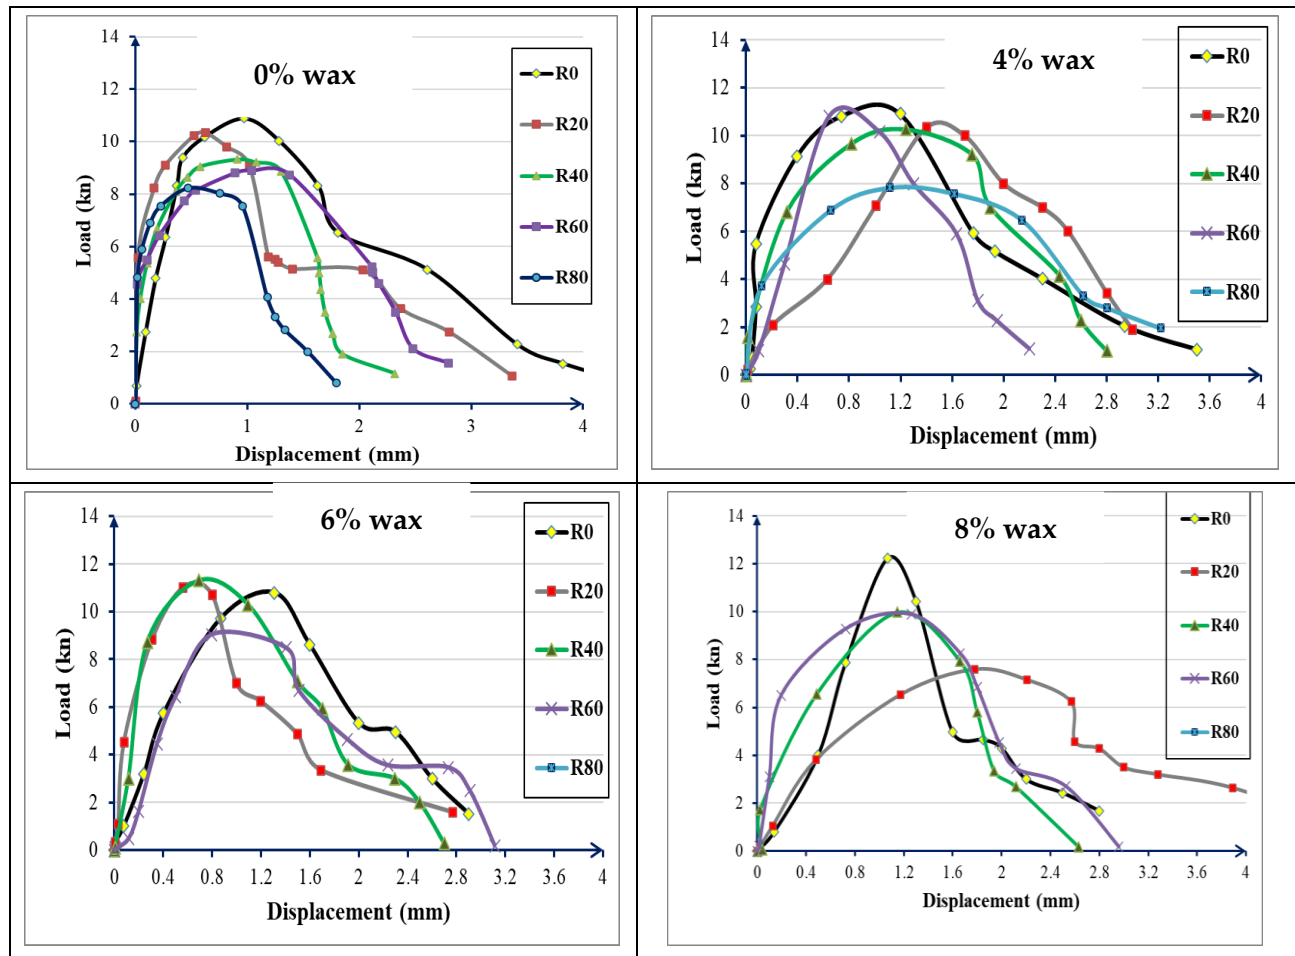 0% wax
14
12
10
8
6
4
2
0
Load (kn)
0 1 2 3 4
Displacement (mm)
R0
R20
R40
R60
R80
4% wax
14
12
10
8
6
4
2
0
Load (kn)
0 0.4 0.8 1.2 1.6 2 2.4 2.8 3.2 3.6 4
Displacement (mm)
R0
R20
R40
R60
R80
6% wax
14
12
10
8
6
4
2
0
Load (kn)
0 0.4 0.8 1.2 1.6 2 2.4 2.8 3.2 3.6 4
Displacement (mm)
R0
R20
R40
R60
R80
8% wax
14
12
10
8
6
4
2
0
Load (kn)
0 0.4 0.8 1.2 1.6 2 2.4 2.8 3.2 3.6 4
Displacement (mm)
R0
R20
R40
R60
R80